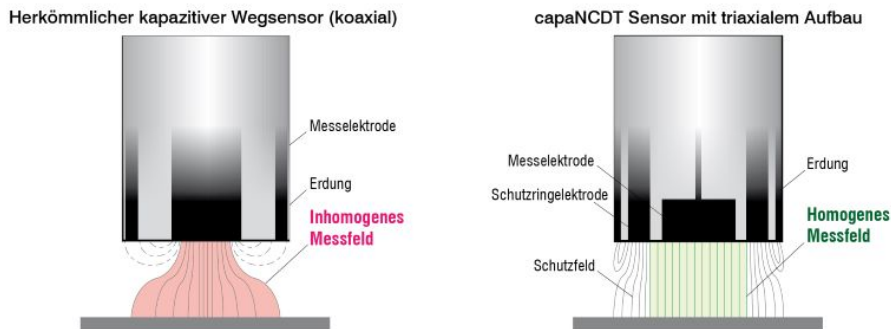 Herkömmlicher kapazitiver Wegsensor (koaxial)
Messelektrode
Erdung
Inhomogenes
Messfeld
capaNCDT Sensor mit triaxialem Aufbau
Messelektrode
Schutzringelektrode
Schutzfeld
Erdung
Homogenes
Messfeld